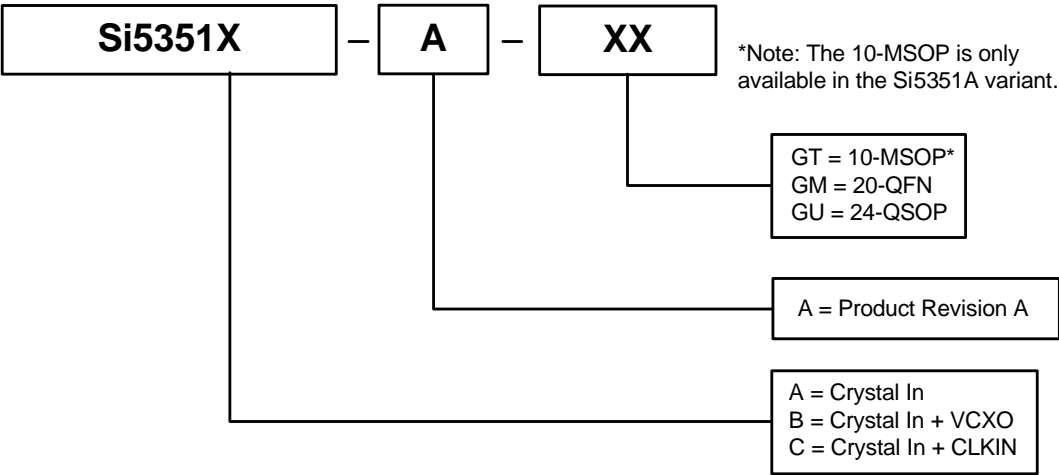 Si5351X – A – XX
*Note: The 10-MSOP is only
available in the Si5351A variant.
GT = 10-MSOP*
GM = 20-QFN
GU = 24-QSOP
A = Product Revision A
A = Crystal In
B = Crystal In + VCXO
C = Crystal In + CLKIN